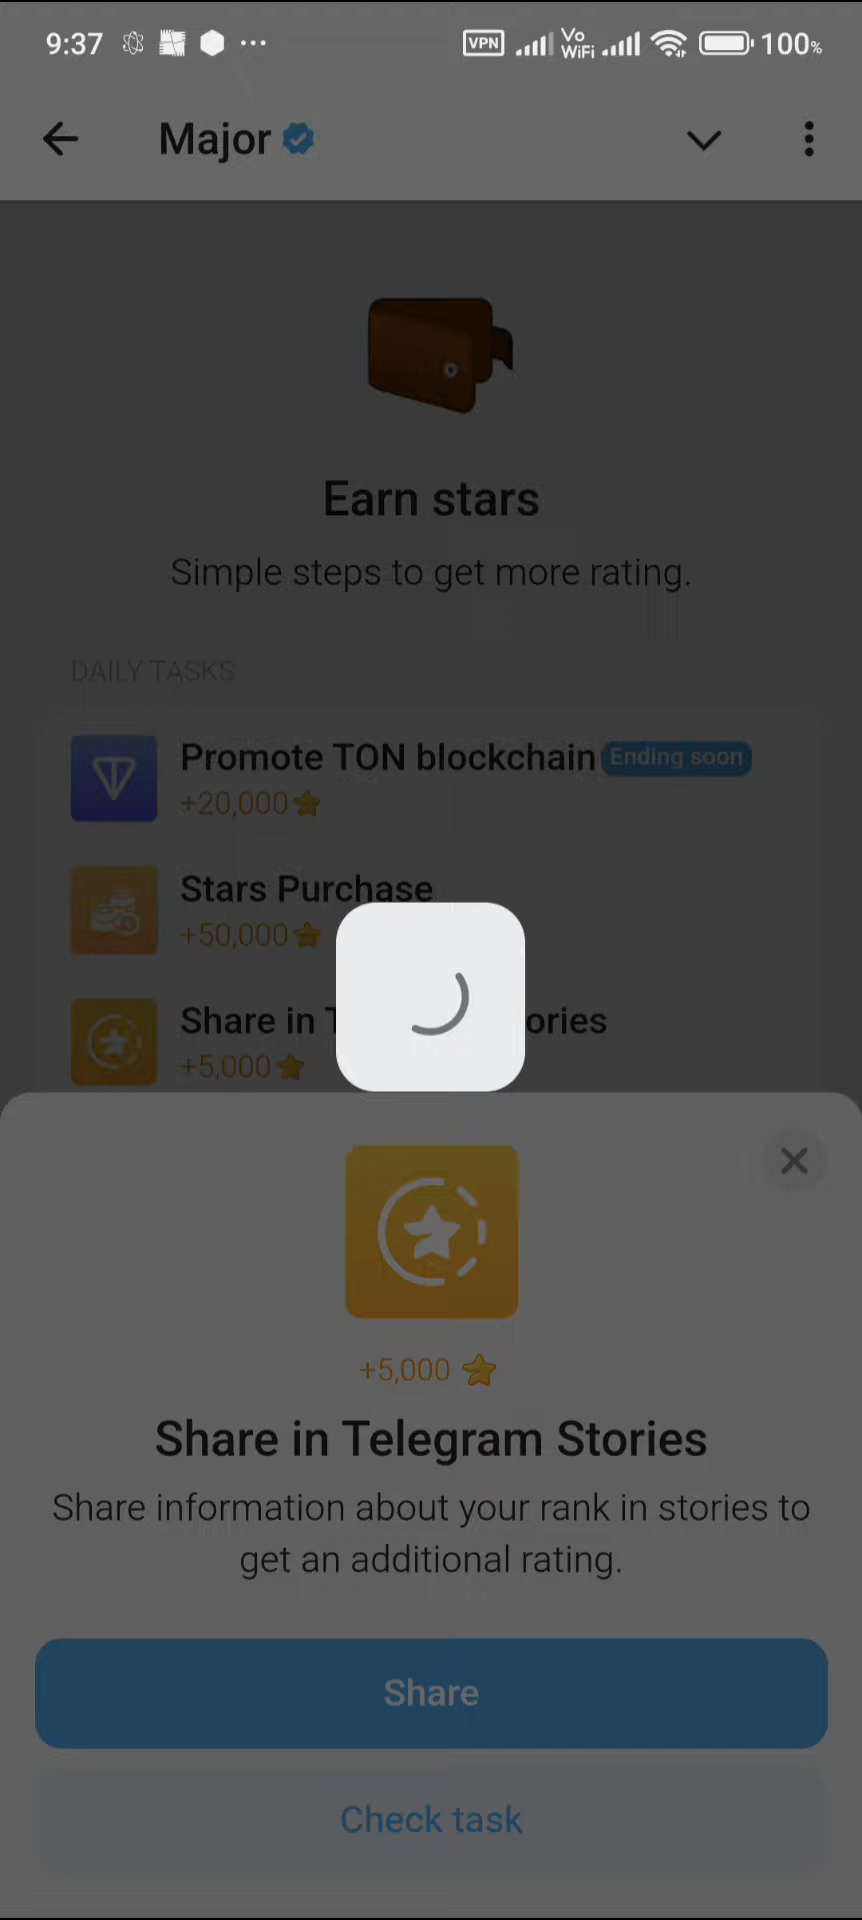 9:37 VPN Vo WiFi 100%
Major
Earn stars
Simple steps to get more rating.
DAILY TASKS
Promote TON blockchain Ending soon
+20,000
Stars Purchase
+50,000
Share in T ories
+5,000
+5,000
Share in Telegram Stories
Share information about your rank in stories to
get an additional rating.
Share
Check task